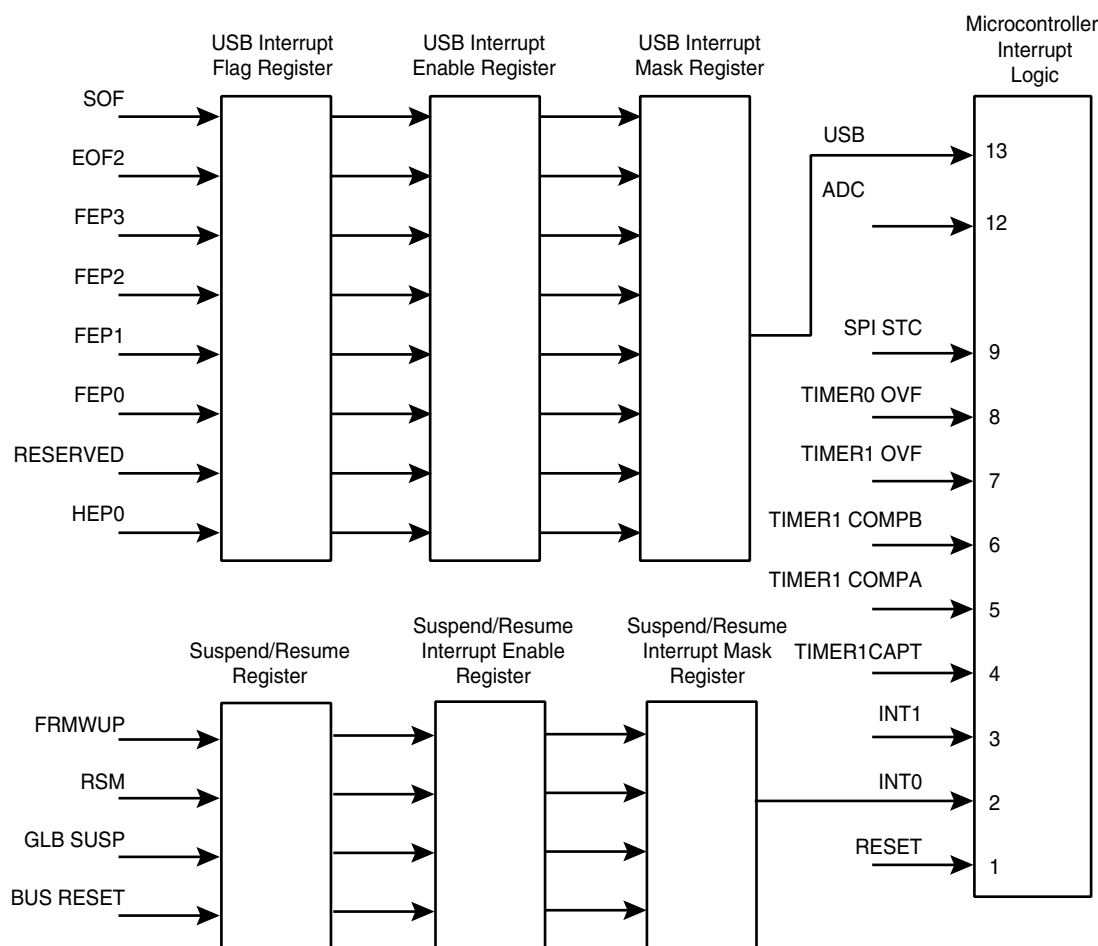 USB Interrupt
Flag Register
USB Interrupt
Enable Register
USB Interrupt
Mask Register
Microcontroller
Interrupt
Logic
SOF
EOF2
FEP3
FEP2
FEP1
FEP0
RESERVED
HEP0
USB
13
ADC
12
SPI STC
9
TIMER0 OVF
8
TIMER1 OVF
7
TIMER1 COMPB
6
TIMER1 COMPA
5
TIMER1CAPT
4
INT1
3
INT0
2
RESET
1
Suspend/Resume
Register
Suspend/Resume
Interrupt Enable
Register
Suspend/Resume
Interrupt Mask
Register
FRMWUP
RSM
GLB SUSP
BUS RESET